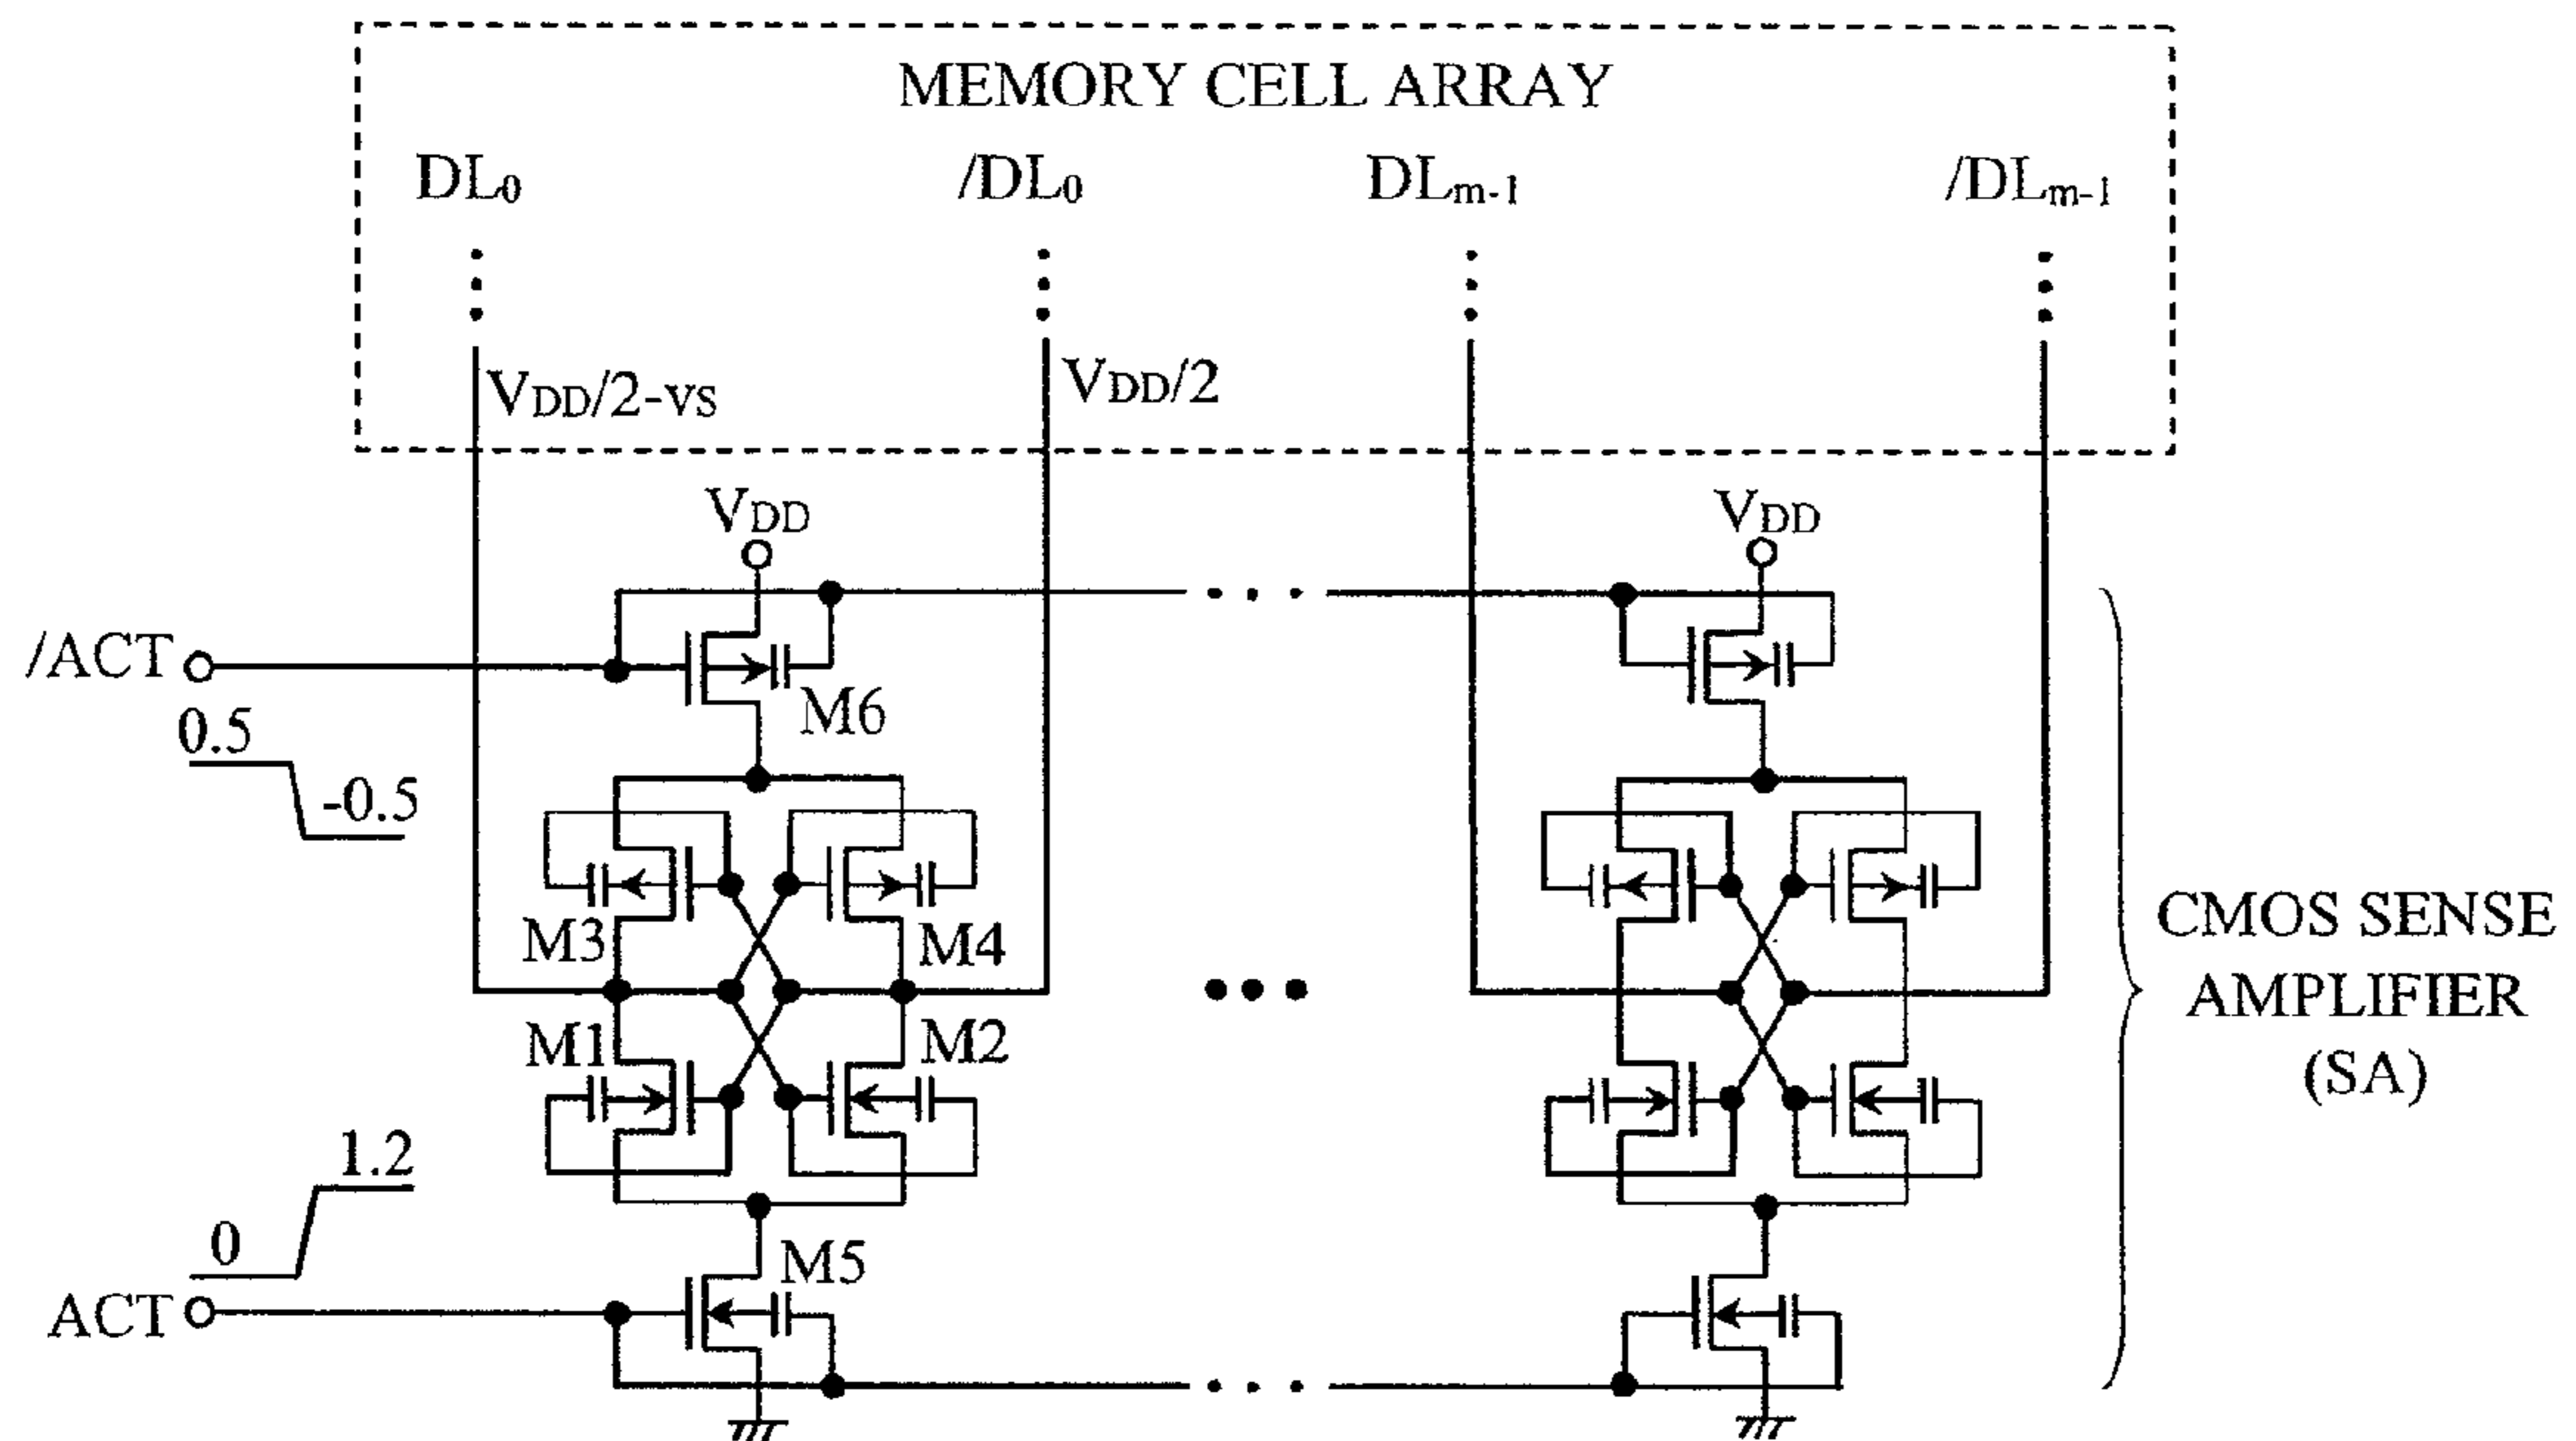 MEMORY CELL ARRAY
DL0 /DL0 DLm-1 /DLm-1
VDD/2-vS VDD/2
VDD VDD
/ACT
M6
0.5
-0.5
M3 M4
CMOS SENSE
AMPLIFIER
(SA)
M1 M2
1.2
0
M5
ACT